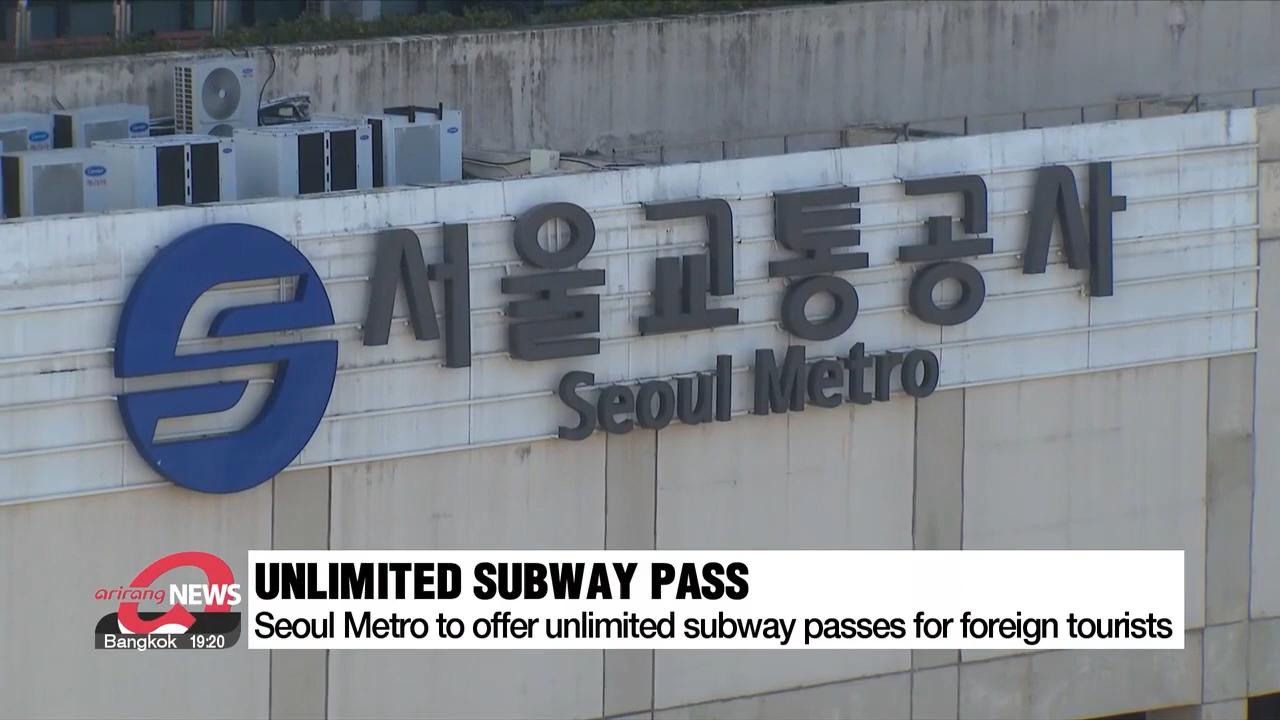 서울교통공사
Seoul Metro
arirang NEWS
Bangkok 19:20
UNLIMITED SUBWAY PASS
Seoul Metro to offer unlimited subway passes for foreign tourists